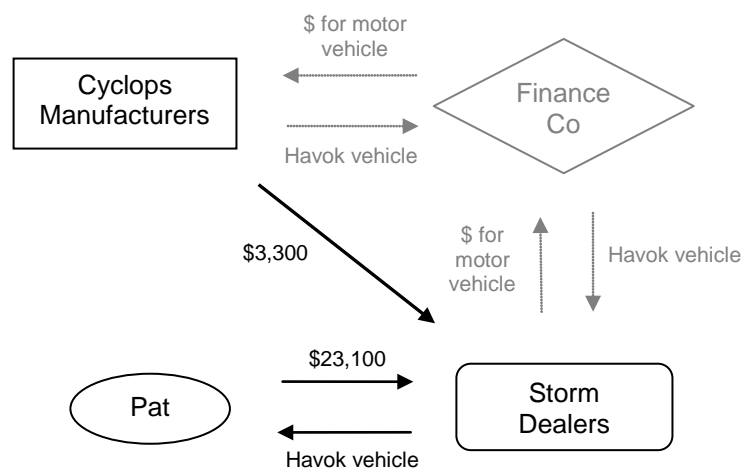 $ for motor
vehicle
Cyclops
Manufacturers
Finance
Co
Havok vehicle
$3,300
$ for
motor
vehicle
Havok vehicle
$23,100
Pat
Storm
Dealers
Havok vehicle